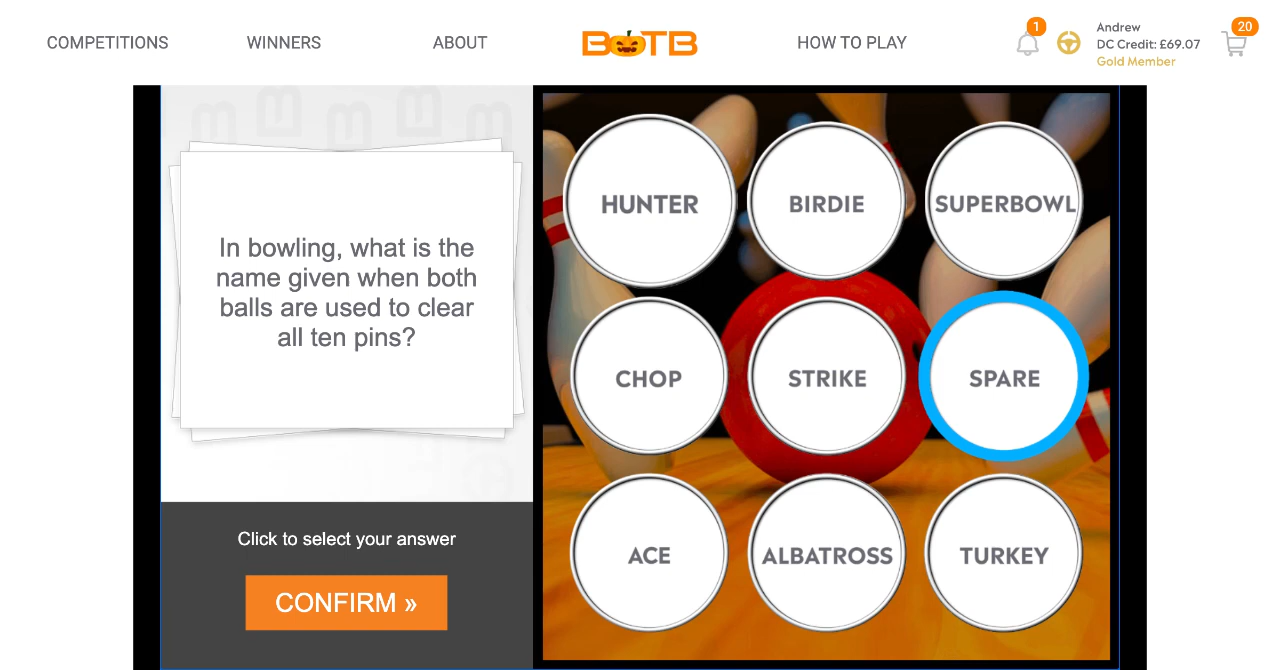 COMPETITIONS
WINNERS
ABOUT
BOTB
HOW TO PLAY
1
Andrew
DC Credit: £69.07
Gold Member
20
In bowling, what is the
name given when both
balls are used to clear
all ten pins?
Click to select your answer
CONFIRM »
HUNTER
BIRDIE
SUPERBOWL
CHOP
STRIKE
SPARE
ACE
ALBATROSS
TURKEY